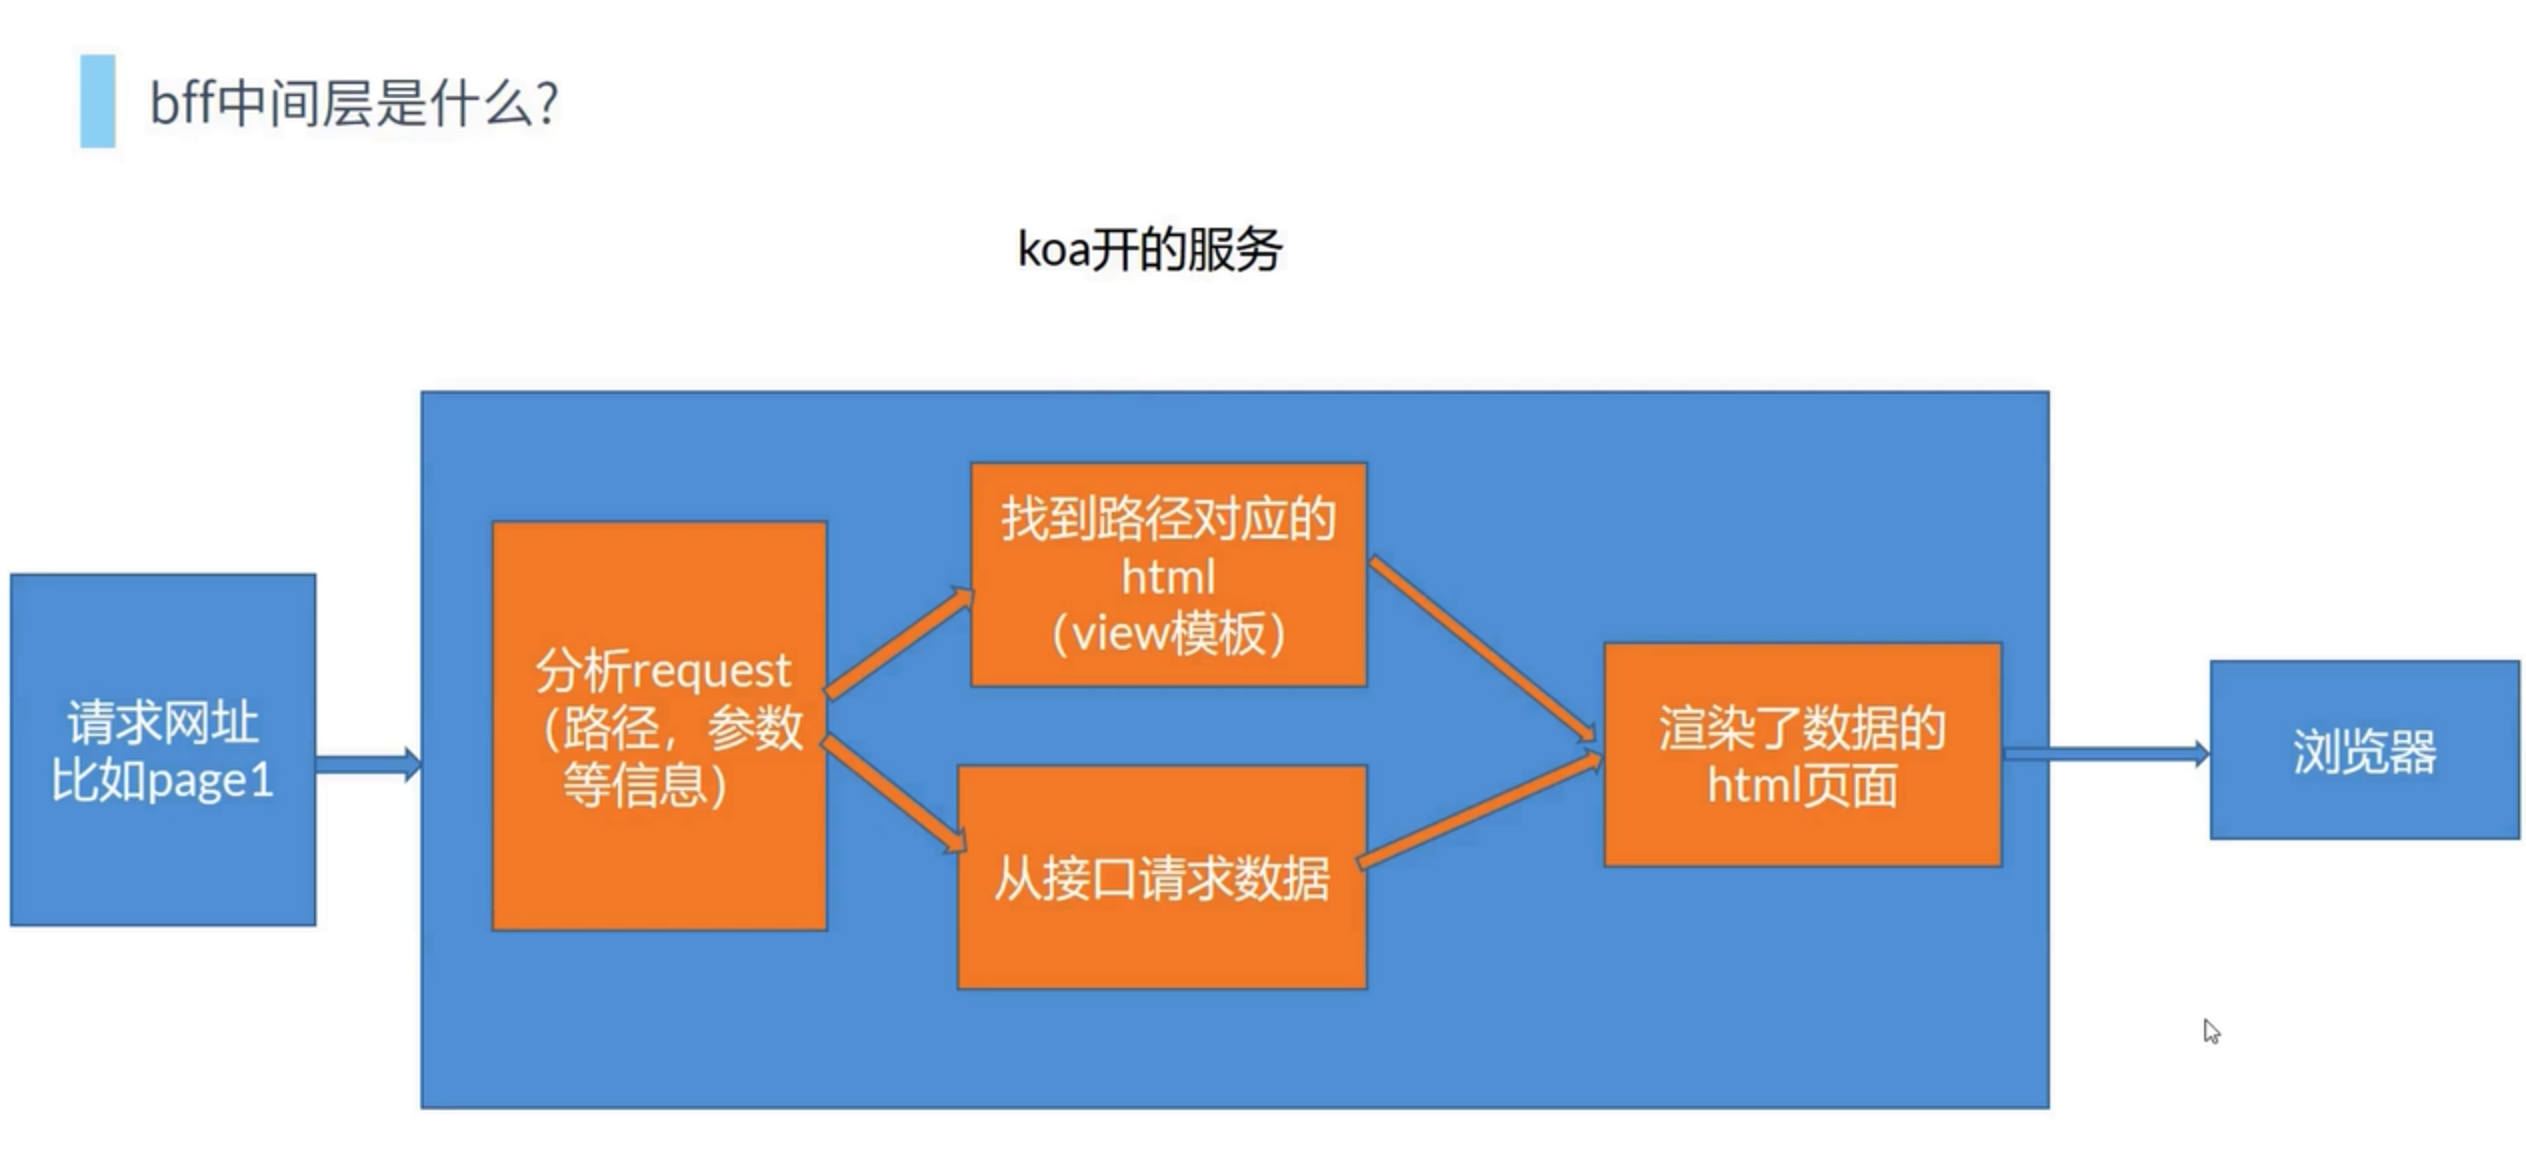 bff中间层是什么?
koa开的服务
请求网址
比如page1
分析request
（路径，参数
等信息）
找到路径对应的
html
（view模板）
从接口请求数据
渲染了数据的
html页面
浏览器